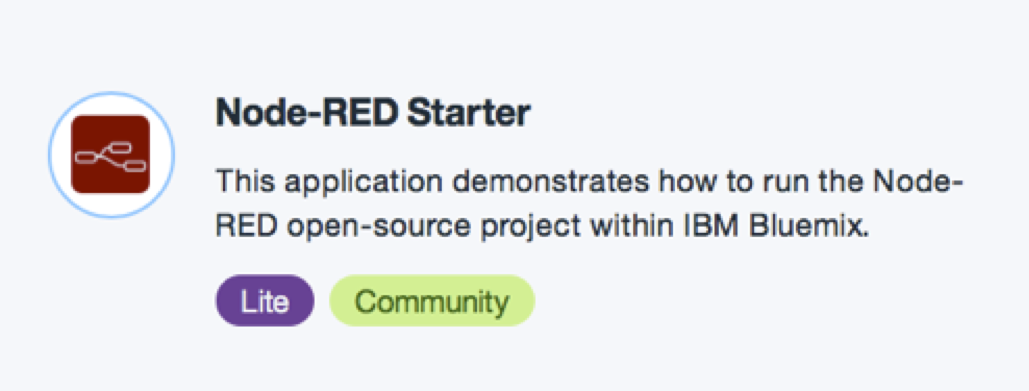 Node-RED Starter
This application demonstrates how to run the Node-
RED open-source project within IBM Bluemix.
Lite Community